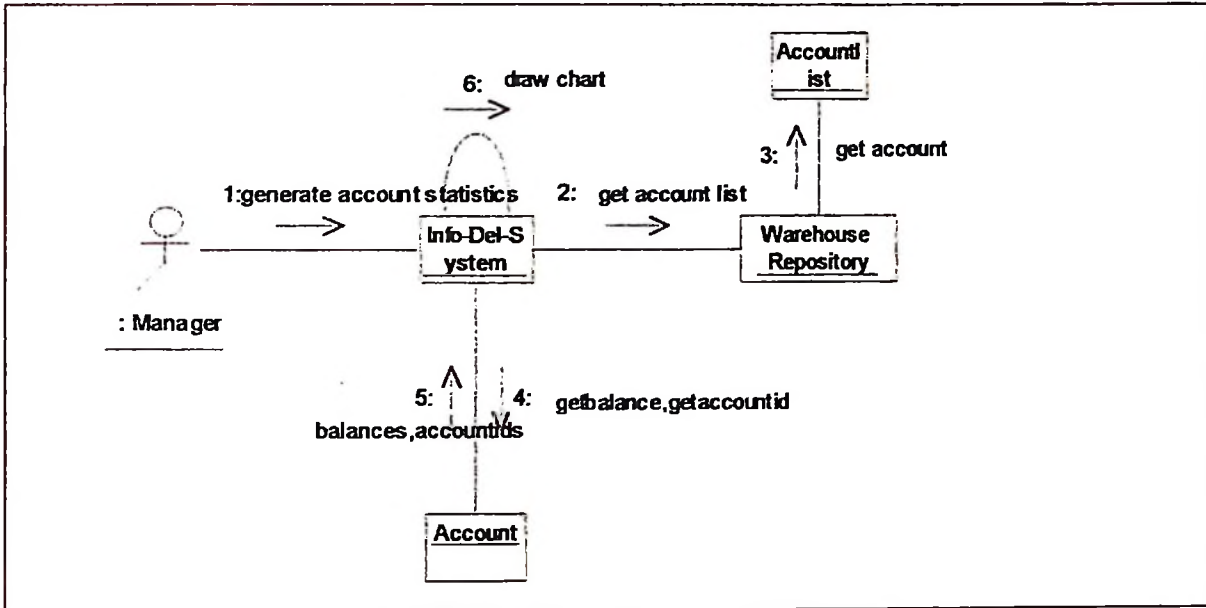 Accountl
ist
6: draw chart
3: get account
1:generate account statistics
2: get account list
Info-Del-S
ystem
Warehouse
Repository
: Manager
5: 4: getbalance,getaccountid
balances,accountids
Account